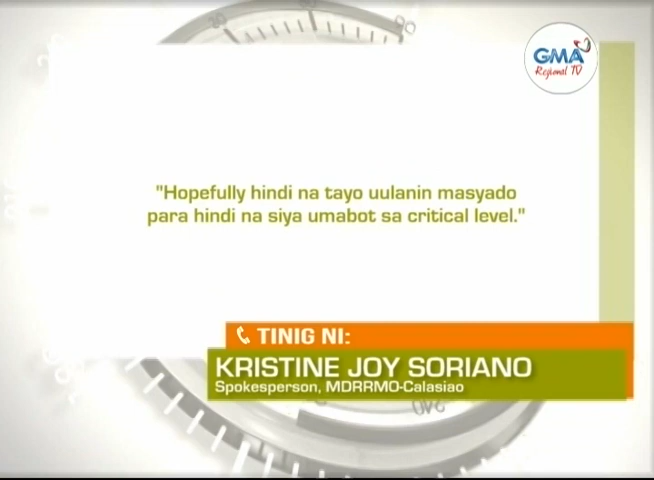 GMA
Regional TV
"Hopefully hindi na tayo uulanin masyado
para hindi na siya umabot sa critical level."
TINIG NI:
KRISTINE JOY SORIANO
Spokesperson, MDRRMO-Calasiao